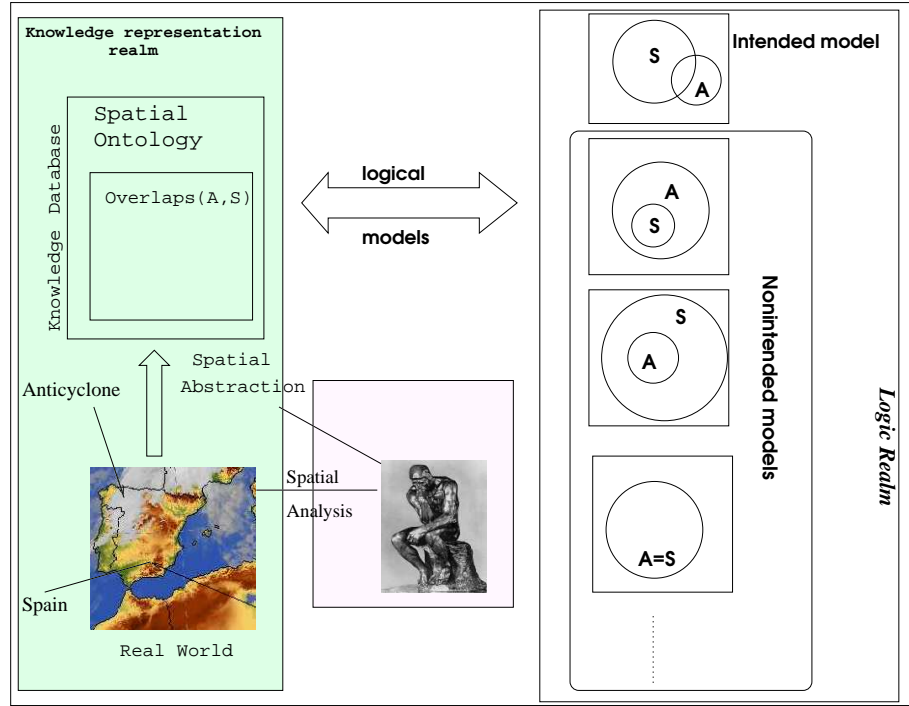 Knowledge representation
realm
Knowledge Database
Spatial
Ontology
Overlaps(A,S)
Spatial
Abstraction
Anticyclone
Spatial
Analysis
Spain
Real World
logical
models
Intended model
S
A
A
S
S
A
A=S
Nonintended models
Logic Realm